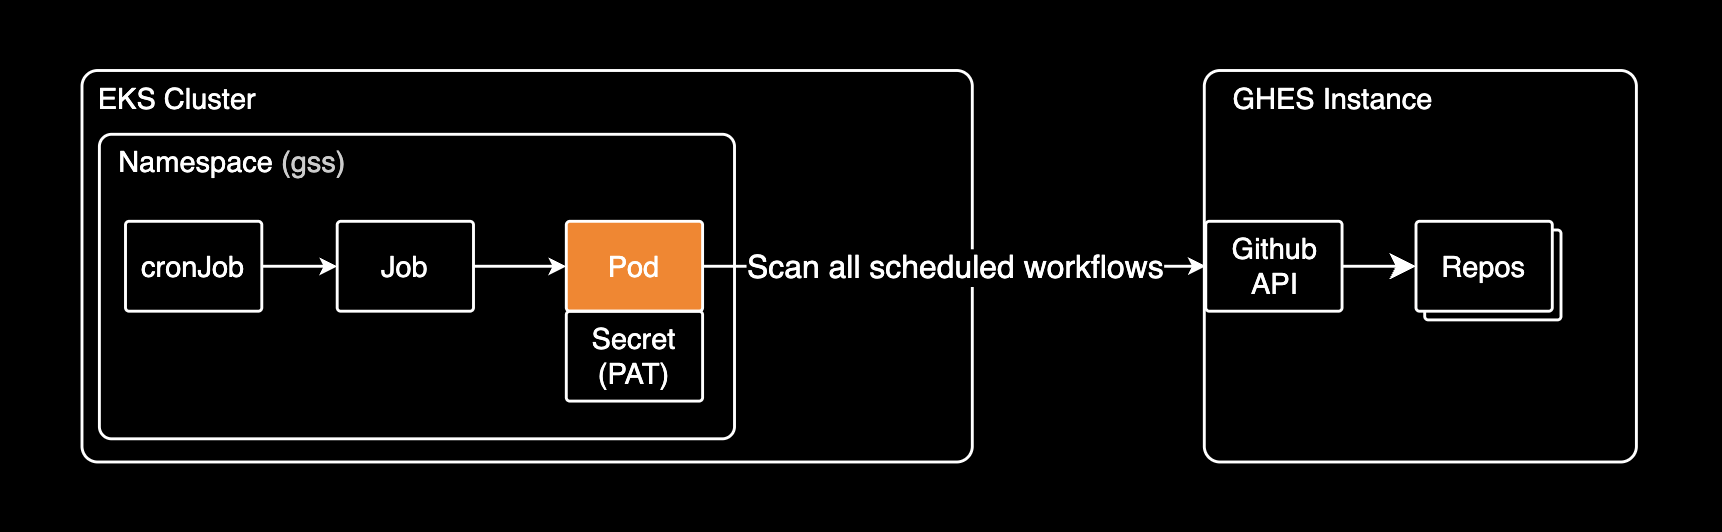 EKS Cluster
Namespace (gss)
cronJob
Job
Pod
Secret
(PAT)
Scan all scheduled workflows
GHES Instance
Github
API
Repos